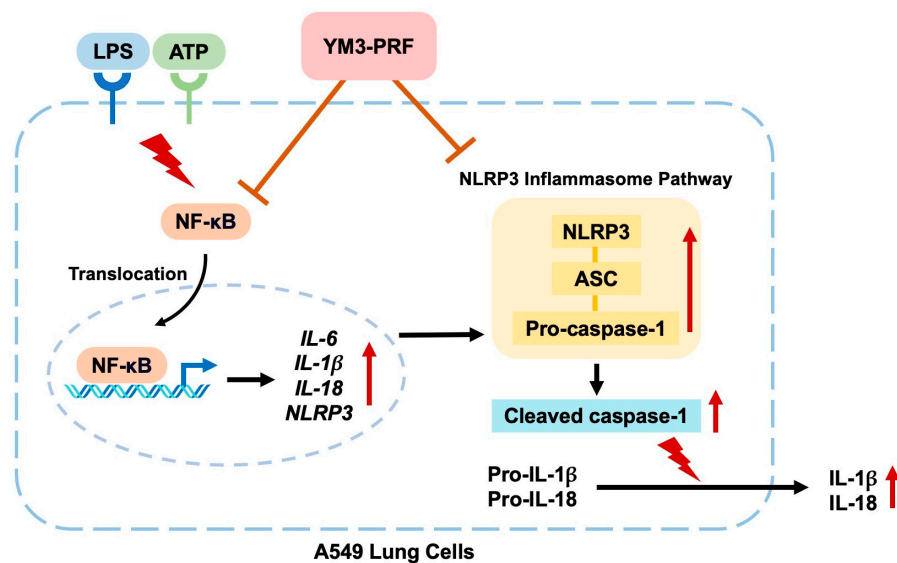 LPS
ATP
YM3-PRF
NLRP3 Inflammasome Pathway
NF-κB
NLRP3
ASC
Pro-caspase-1
Translocation
NF-κB
IL-6
IL-1β
IL-18
NLRP3
Cleaved caspase-1
Pro-IL-1β
Pro-IL-18
IL-1β
IL-18
A549 Lung Cells